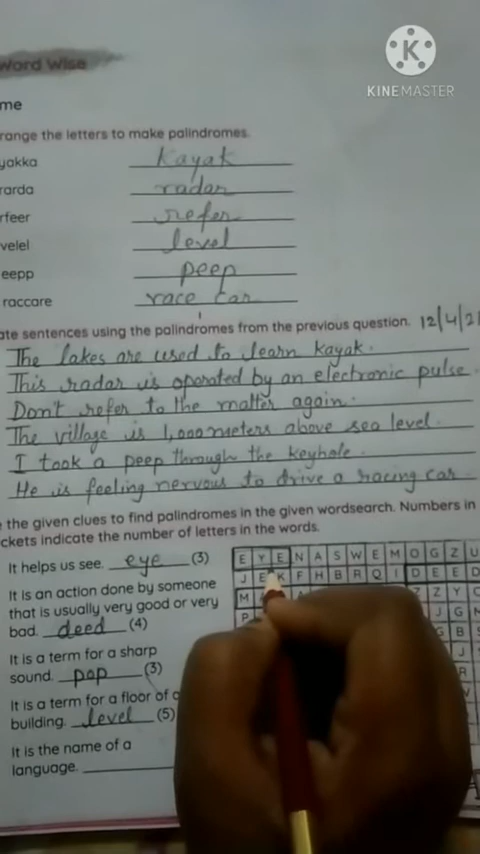 KINEMASTER
Word Wise
me
range the letters to make palindromes.
yakka kayak
rarda radar
rfeer refer
velel level
eepp peep
raccare race car
ate sentences using the palindromes from the previous question. 12/4/21
The lakes are used to learn kayak.
This radar is operated by an electronic pulse.
Don't refer to the matter again.
The village is 1,000 meters above sea level.
I took a peep through the keyhole.
He is feeling nervous to drive a racing car.
the given clues to find palindromes in the given wordsearch. Numbers in
ckets indicate the number of letters in the words.
It helps us see. eye (3)
It is an action done by someone
that is usually very good or very
bad. deed (4)
It is a term for a sharp
sound. pop (3)
It is a term for a floor of a
building. level (5)
It is the name of a
language.
E Y E N A S W E M O G Z U
J E K F H B R Q I D E E D